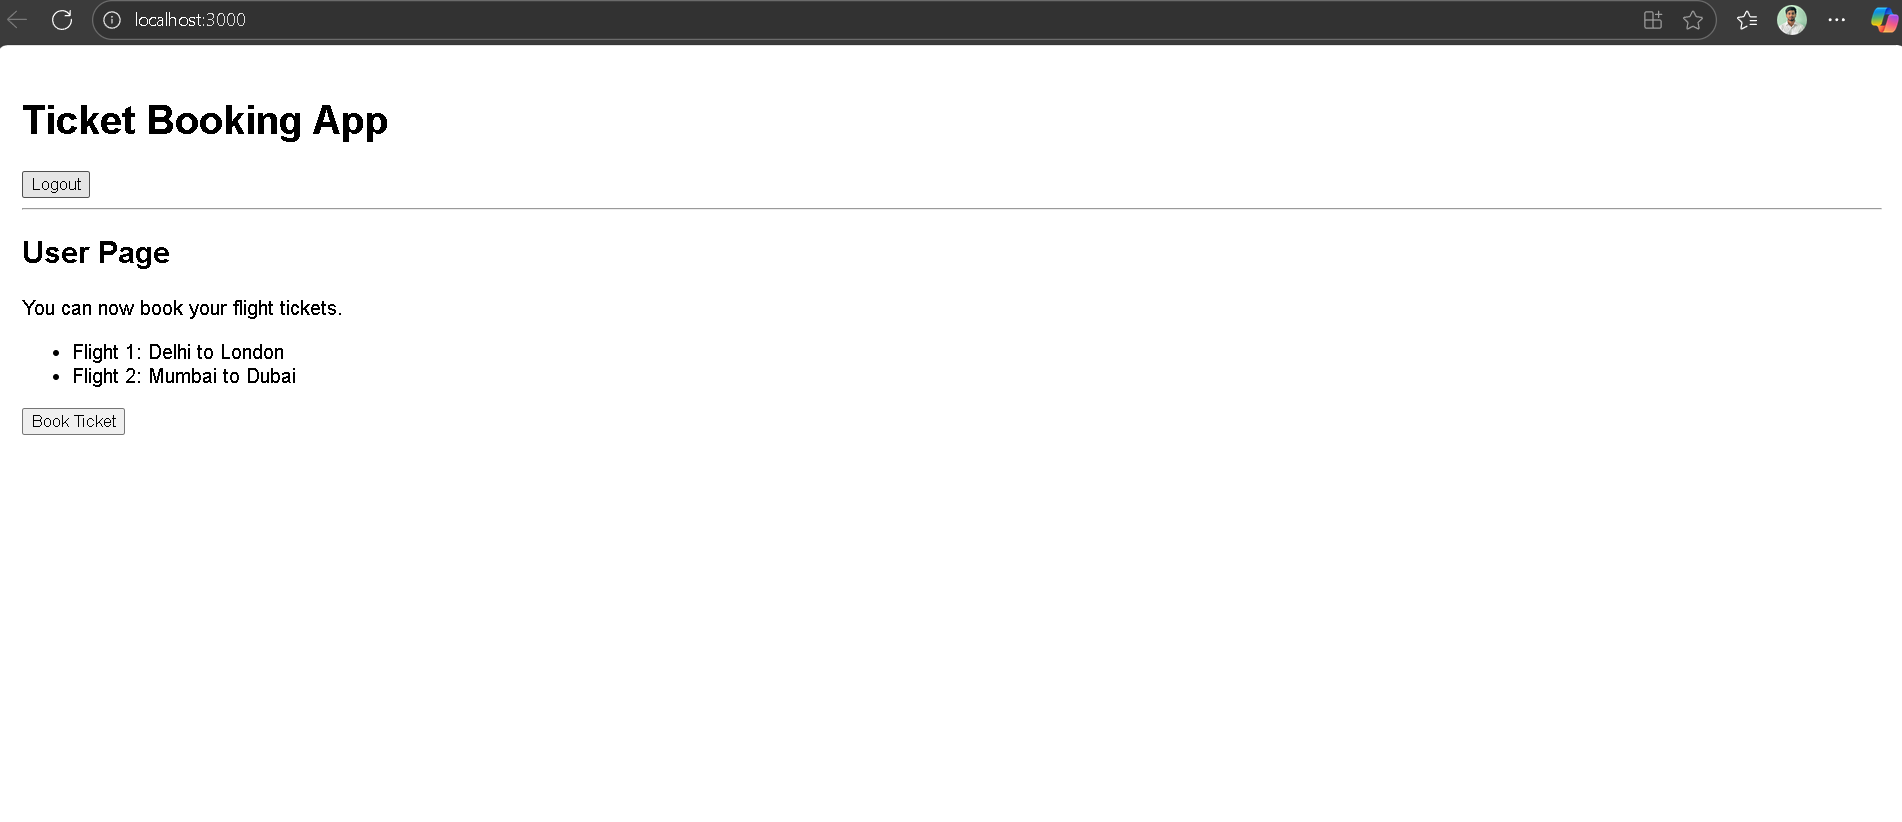 localhost:3000
Ticket Booking App
Logout
User Page
You can now book your flight tickets.
Flight 1: Delhi to London
Flight 2: Mumbai to Dubai
Book Ticket